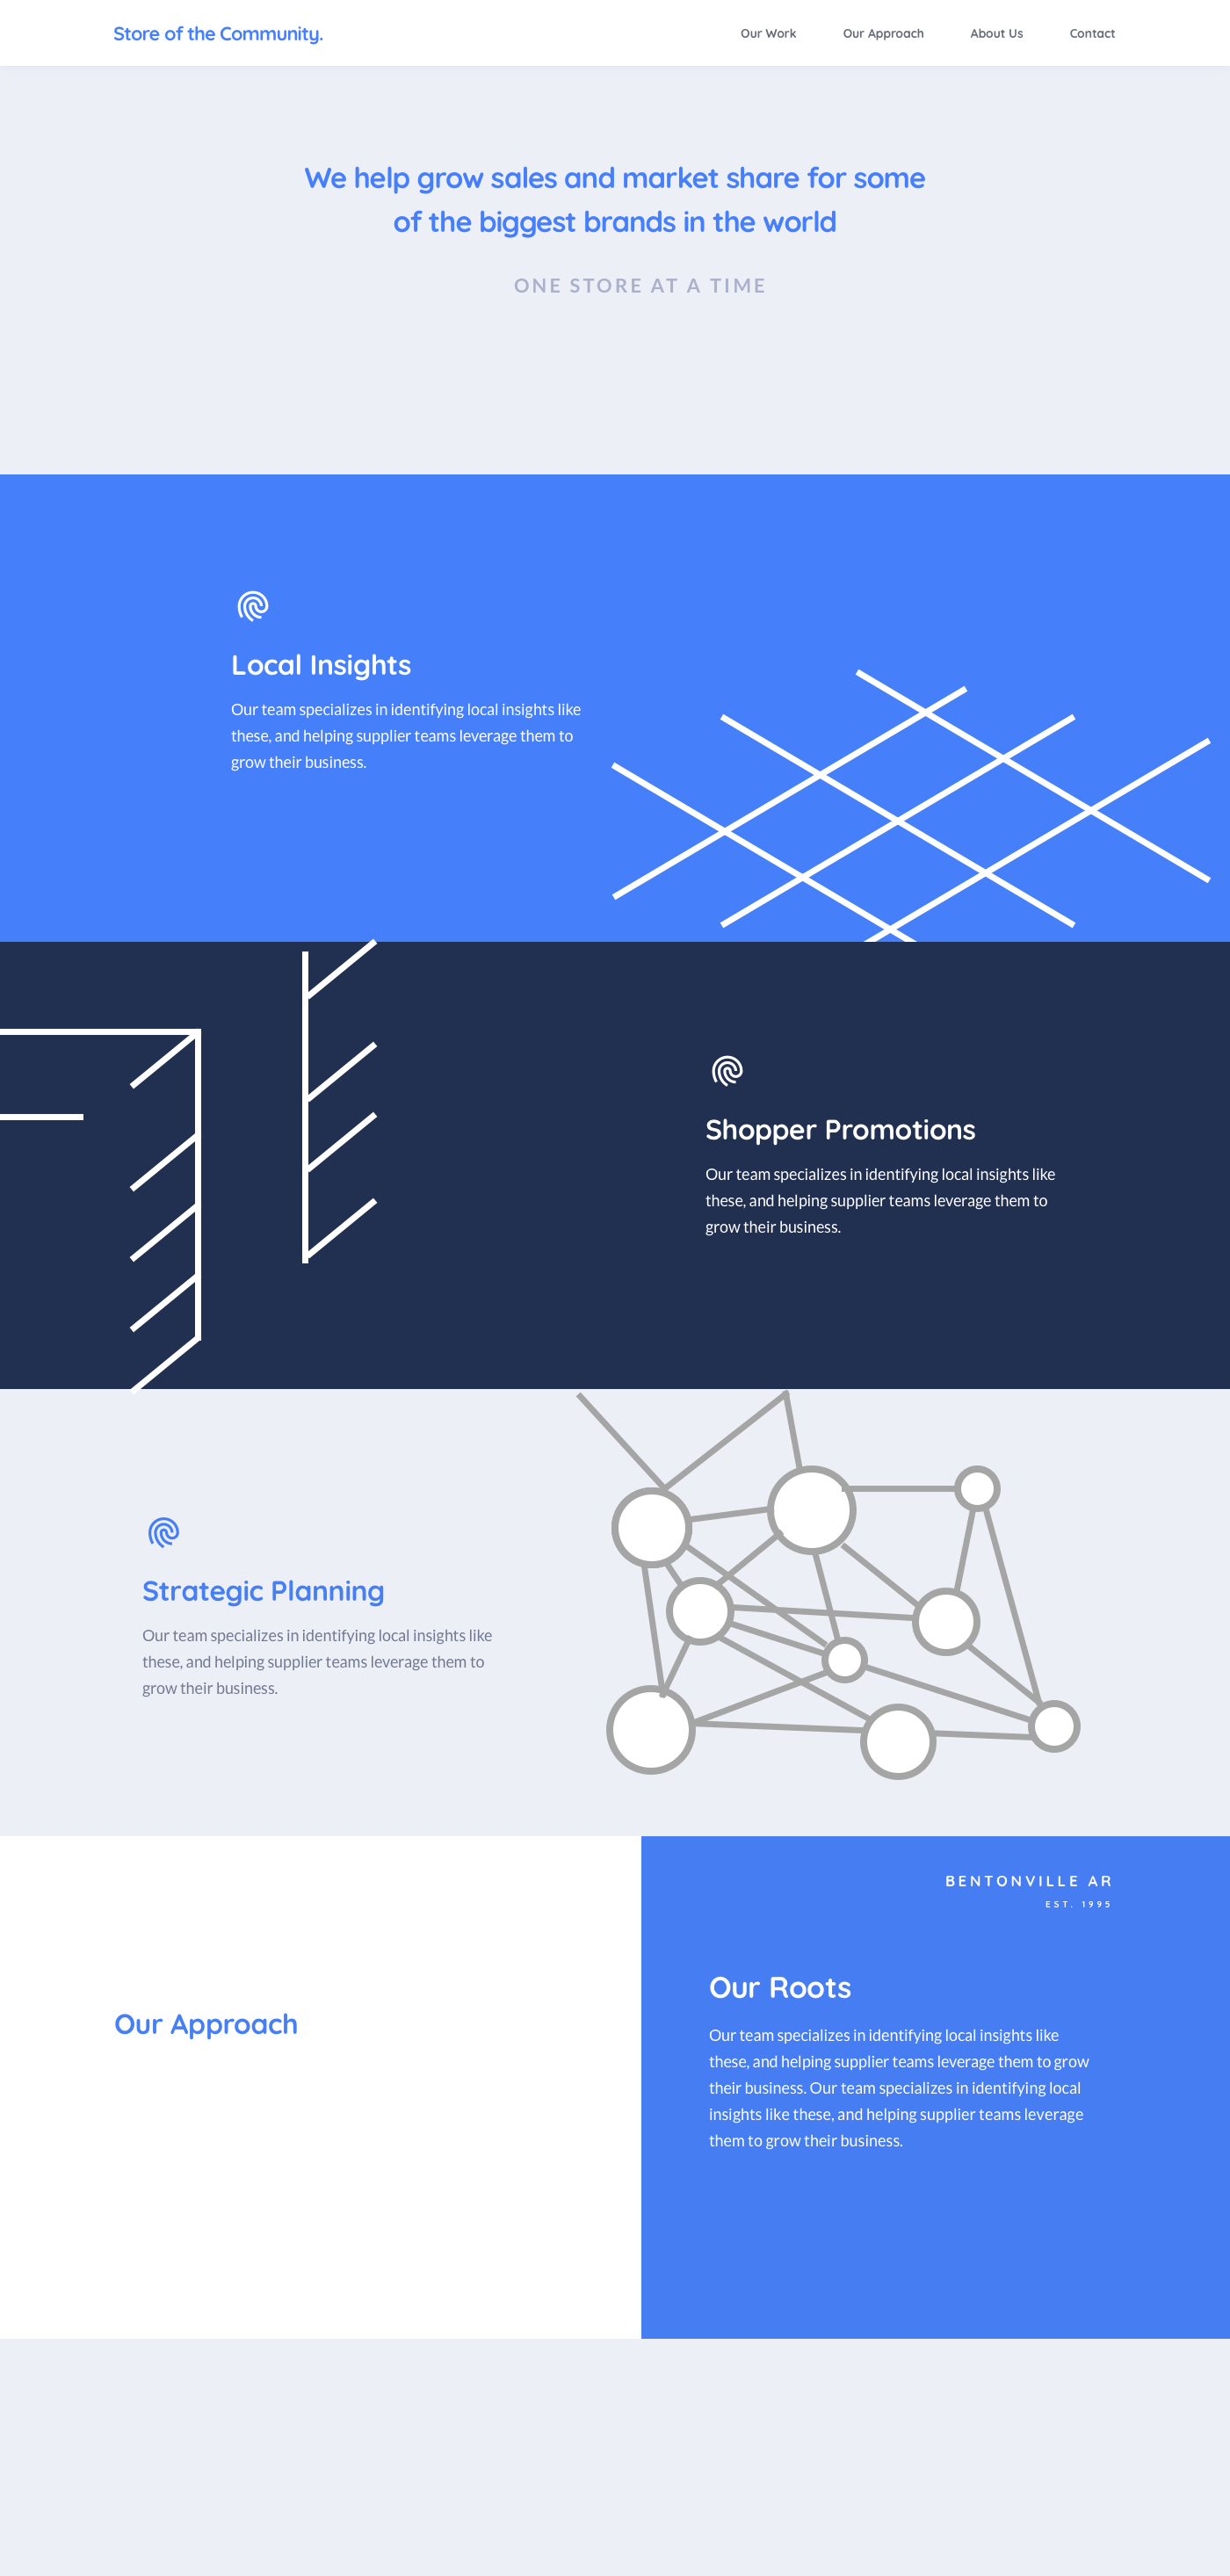 Store of the Community.
Our Work
Our Approach
About Us
Contact
We help grow sales and market share for some
of the biggest brands in the world
ONE STORE AT A TIME
Local Insights
Our team specializes in identifying local insights like
these, and helping supplier teams leverage them to
grow their business.
Shopper Promotions
Our team specializes in identifying local insights like
these, and helping supplier teams leverage them to
grow their business.
Strategic Planning
Our team specializes in identifying local insights like
these, and helping supplier teams leverage them to
grow their business.
Our Approach
BENTONVILLE AR
EST. 1995
Our Roots
Our team specializes in identifying local insights like
these, and helping supplier teams leverage them to grow
their business. Our team specializes in identifying local
insights like these, and helping supplier teams leverage
them to grow their business.